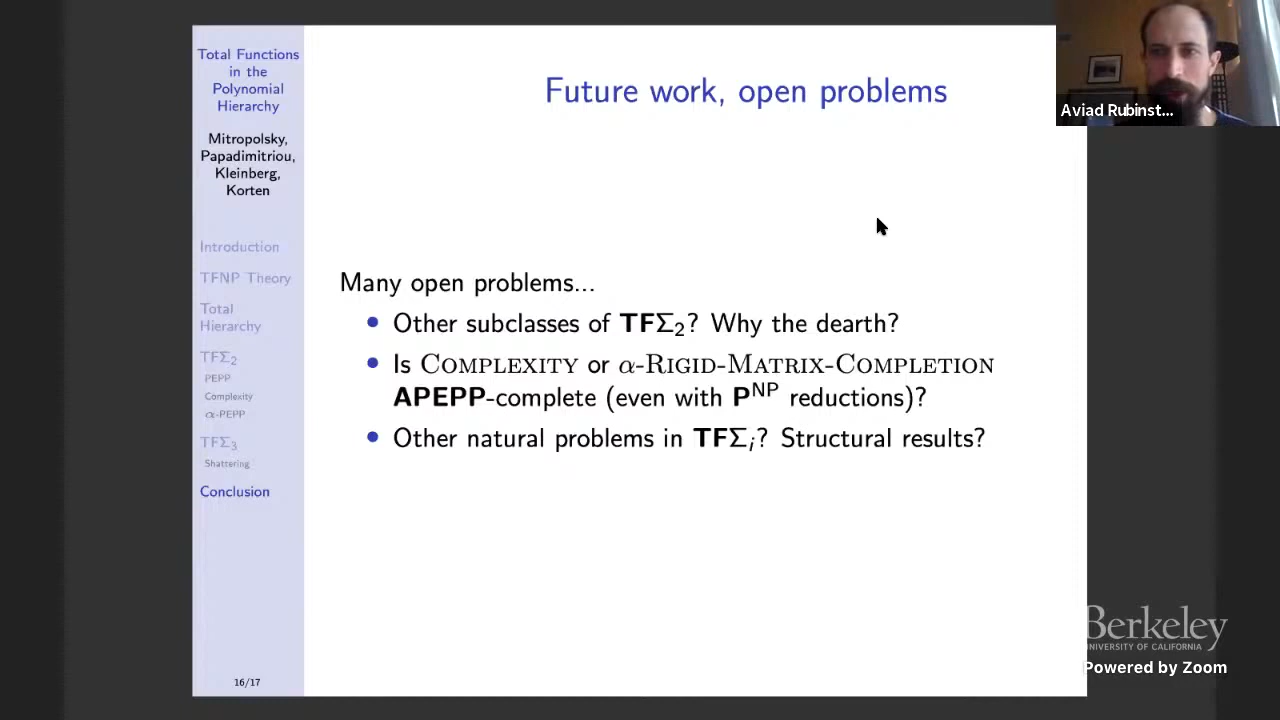 Total Functions
in the
Polynomial
Hierarchy
Mitropolsky,
Papadimitriou,
Kleinberg,
Korten
Introduction
TFNP Theory
Total
Hierarchy
TFΣ₂
PEPP
Complexity
α-PEPP
TFΣ₃
Shattering
Conclusion
16/17
Future work, open problems
Many open problems...
• Other subclasses of TFΣ₂? Why the dearth?
• Is COMPLEXITY or α-RIGID-MATRIX-COMPLETION
APEPP-complete (even with Pᴺᴾ reductions)?
• Other natural problems in TFΣᵢ? Structural results?
Aviad Rubinst...
Berkeley
UNIVERSITY OF CALIFORNIA
Powered by Zoom